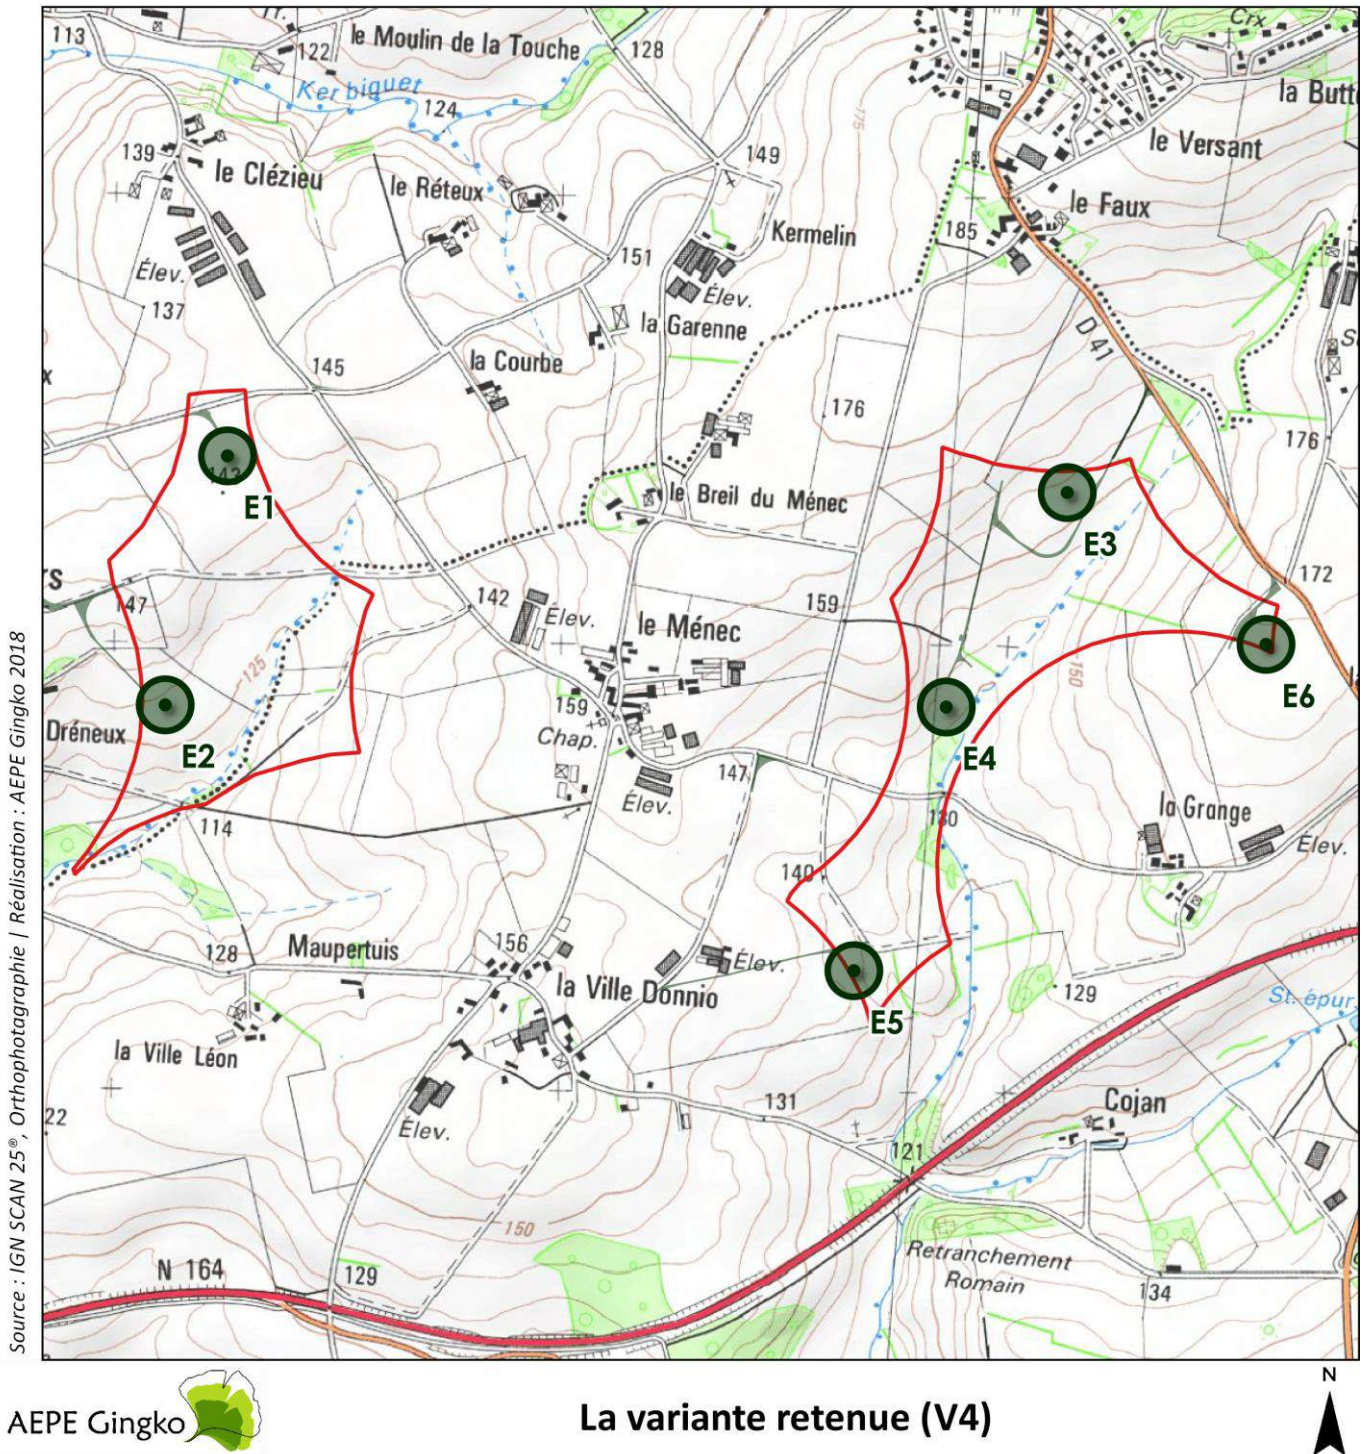 113
122
le Moulin de la Touche
128
Crx
la Butt
Kerbiguet
124
175
le Versant
139
le Clézieu
le Réteux
149
Kermelin
185
le Faux
151
Élev.
137
Élev.
la Garenne
D 41
145
la Courbe
176
176
143
E1
le Breil du Ménec
E3
147
142
Élev.
le Ménec
159
172
125
150
Dréneux
E2
159
Chap.
E4
E6
147
Élev.
114
130
la Grange
Élev.
140
Maupertuis
128
156
la Ville Donnio
Élev.
129
St. épur.
E5
la Ville Léon
22
Élev.
131
Cojan
121
150
Retranchement
Romain
N 164
129
134
Source : IGN SCAN 25®, Orthophotagraphie | Réalisation : AEPE Gingko 2018
AEPE Gingko
La variante retenue (V4)
N